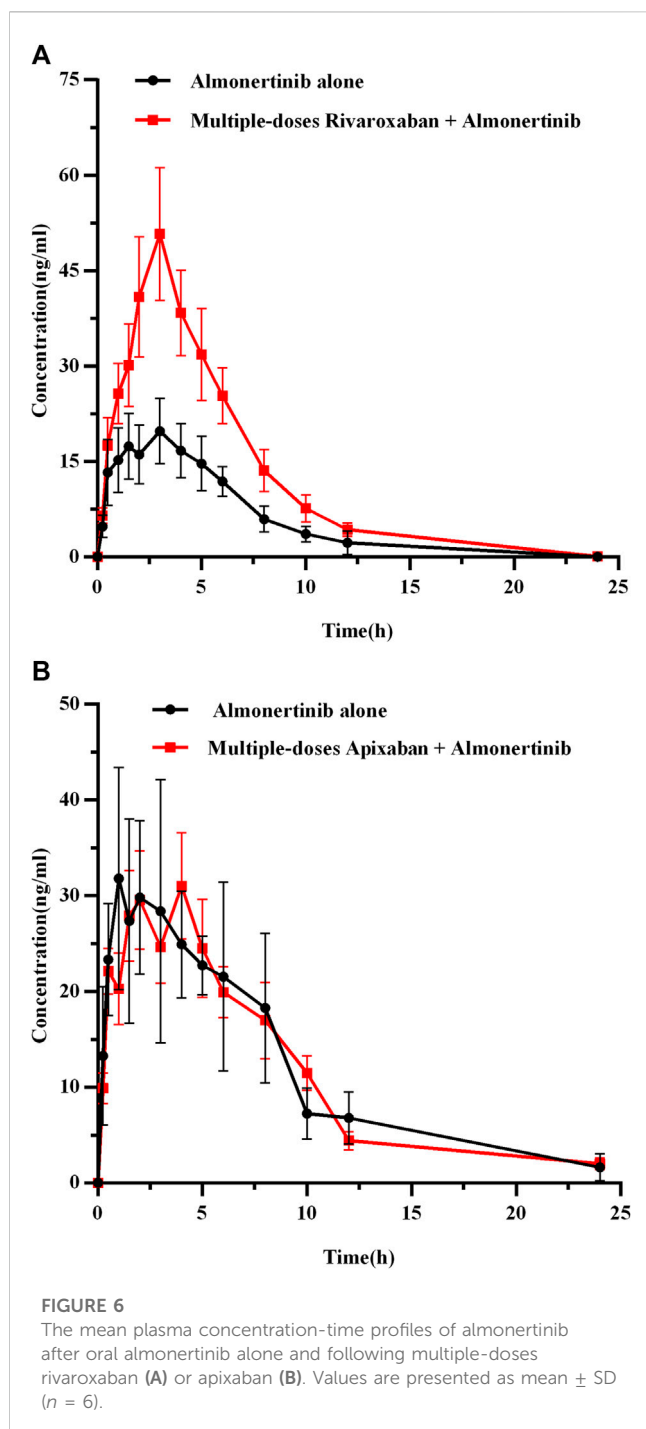 A
75
60
45
30
15
0
Concentration(ng/ml)
Almonertinib alone
Multiple-doses Rivaroxaban + Almonertinib
0 5 10 15 20 25
Time(h)
B
50
40
30
20
10
0
Concentration(ng/ml)
Almonertinib alone
Multiple-doses Apixaban + Almonertinib
0 5 10 15 20 25
Time(h)
FIGURE 6
The mean plasma concentration-time profiles of almonertinib
after oral almonertinib alone and following multiple-doses
rivaroxaban (A) or apixaban (B). Values are presented as mean ± SD
(n = 6).